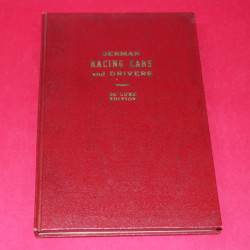 GERMAN
RACING CARS
and DRIVERS
DE LUXE
EDITION